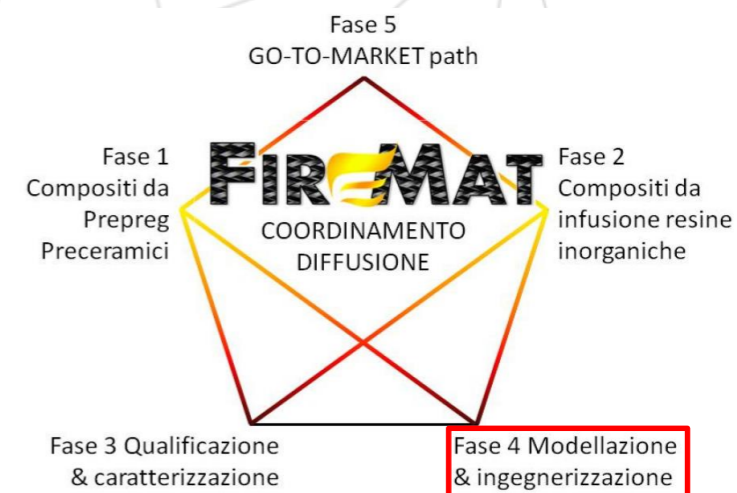 Fase 5
GO-TO-MARKET path
Fase 1
Compositi da
Prepreg
Preceramici
FIREMAT
COORDINAMENTO
DIFFUSIONE
Fase 2
Compositi da
infusione resine
inorganiche
Fase 3 Qualificazione
& caratterizzazione
Fase 4 Modellazione
& ingegnerizzazione